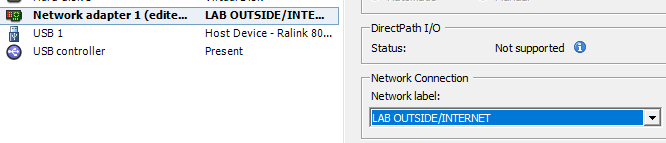 Network adapter 1 (edite... LAB OUTSIDE/INTE...
USB 1 Host Device - Ralink 80...
USB controller Present
DirectPath I/O
Status: Not supported
Network Connection
Network label:
LAB OUTSIDE/INTERNET